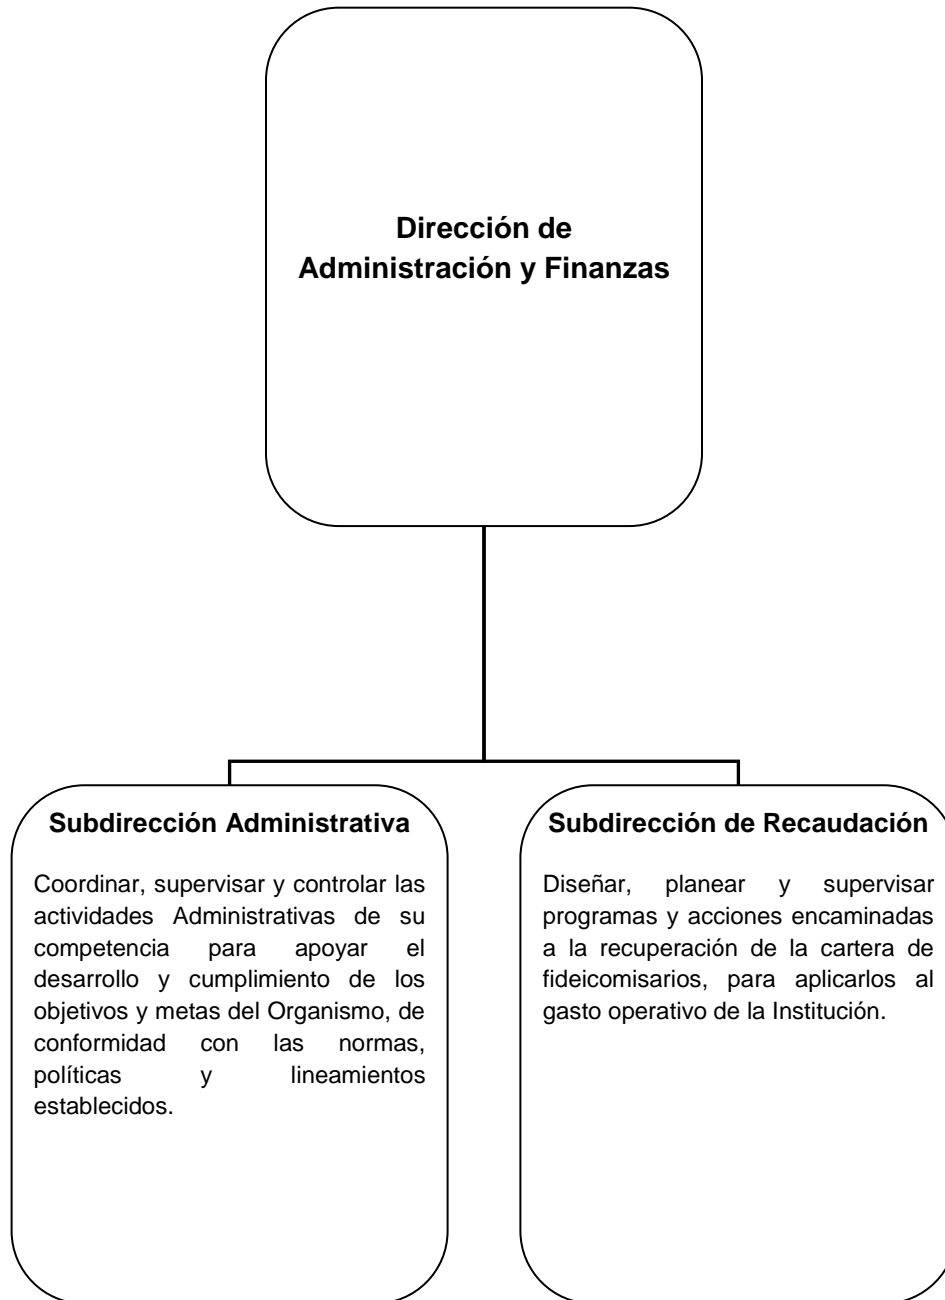 Dirección de
Administración y Finanzas
Subdirección Administrativa
Coordinar, supervisar y controlar las
actividades Administrativas de su
competencia para apoyar el
desarrollo y cumplimiento de los
objetivos y metas del Organismo, de
conformidad con las normas,
políticas y lineamientos
establecidos.
Subdirección de Recaudación
Diseñar, planear y supervisar
programas y acciones encaminadas
a la recuperación de la cartera de
fideicomisarios, para aplicarlos al
gasto operativo de la Institución.